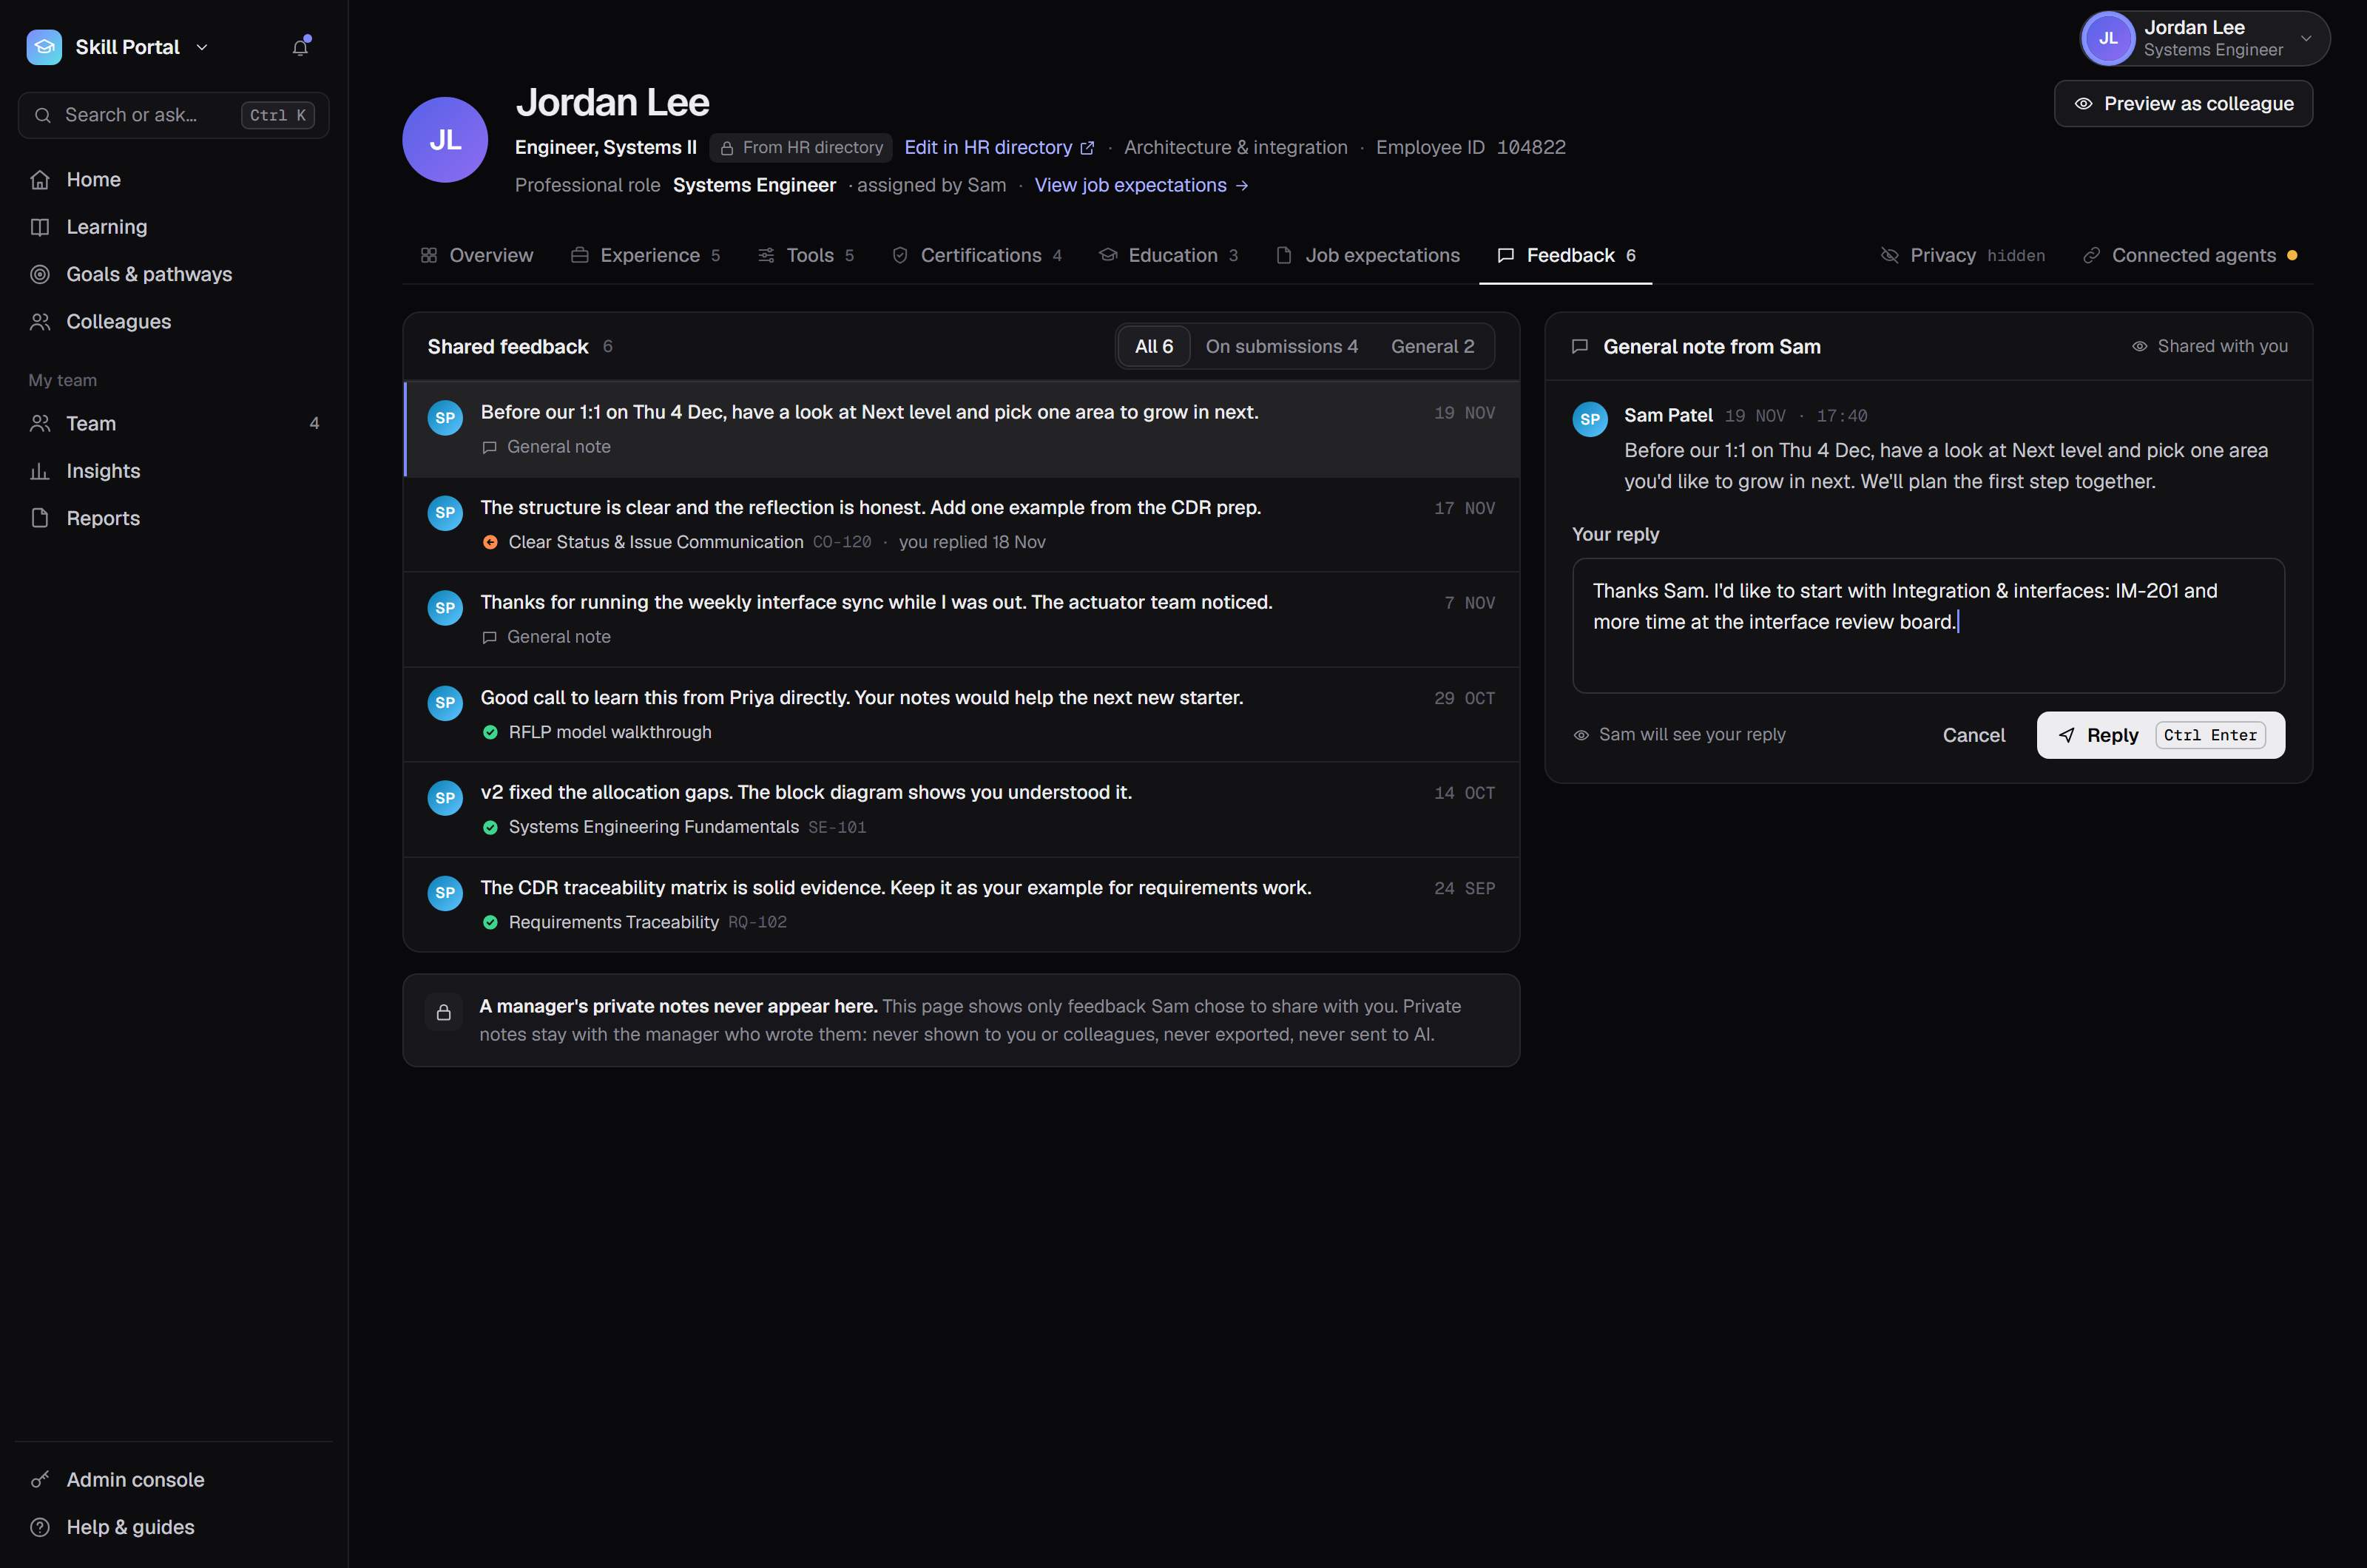 Skill Portal
Search or ask...
Ctrl K
Home
Learning
Goals & pathways
Colleagues
My team
Team 4
Insights
Reports
Admin console
Help & guides
JL
Jordan Lee
Systems Engineer
Preview as colleague
JL
Jordan Lee
Engineer, Systems II From HR directory Edit in HR directory · Architecture & integration · Employee ID 104822
Professional role Systems Engineer · assigned by Sam · View job expectations →
Overview Experience 5 Tools 5 Certifications 4 Education 3 Job expectations Feedback 6 Privacy hidden Connected agents
Shared feedback 6
All 6 On submissions 4 General 2
SP Before our 1:1 on Thu 4 Dec, have a look at Next level and pick one area to grow in next. 19 NOV
General note
SP The structure is clear and the reflection is honest. Add one example from the CDR prep. 17 NOV
Clear Status & Issue Communication CO-120 · you replied 18 Nov
SP Thanks for running the weekly interface sync while I was out. The actuator team noticed. 7 NOV
General note
SP Good call to learn this from Priya directly. Your notes would help the next new starter. 29 OCT
RFLP model walkthrough
SP v2 fixed the allocation gaps. The block diagram shows you understood it. 14 OCT
Systems Engineering Fundamentals SE-101
SP The CDR traceability matrix is solid evidence. Keep it as your example for requirements work. 24 SEP
Requirements Traceability RQ-102
A manager's private notes never appear here. This page shows only feedback Sam chose to share with you. Private
notes stay with the manager who wrote them: never shown to you or colleagues, never exported, never sent to AI.
General note from Sam
Shared with you
SP Sam Patel 19 NOV · 17:40
Before our 1:1 on Thu 4 Dec, have a look at Next level and pick one area
you'd like to grow in next. We'll plan the first step together.
Your reply
Thanks Sam. I'd like to start with Integration & interfaces: IM-201 and
more time at the interface review board.
Sam will see your reply
Cancel
Reply Ctrl Enter